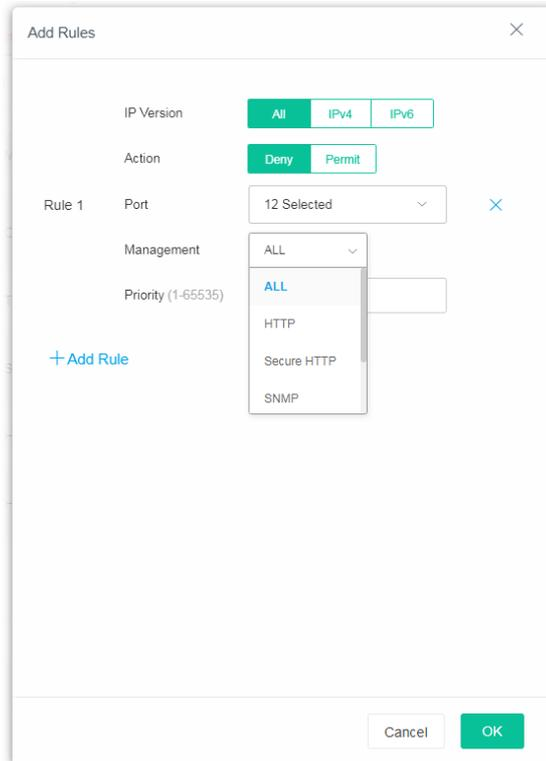 Add Rules
IP Version All IPv4 IPv6
Action Deny Permit
Rule 1 Port 12 Selected
Management ALL
ALL
Priority (1-65535)
HTTP
+ Add Rule Secure HTTP
SNMP
Cancel OK